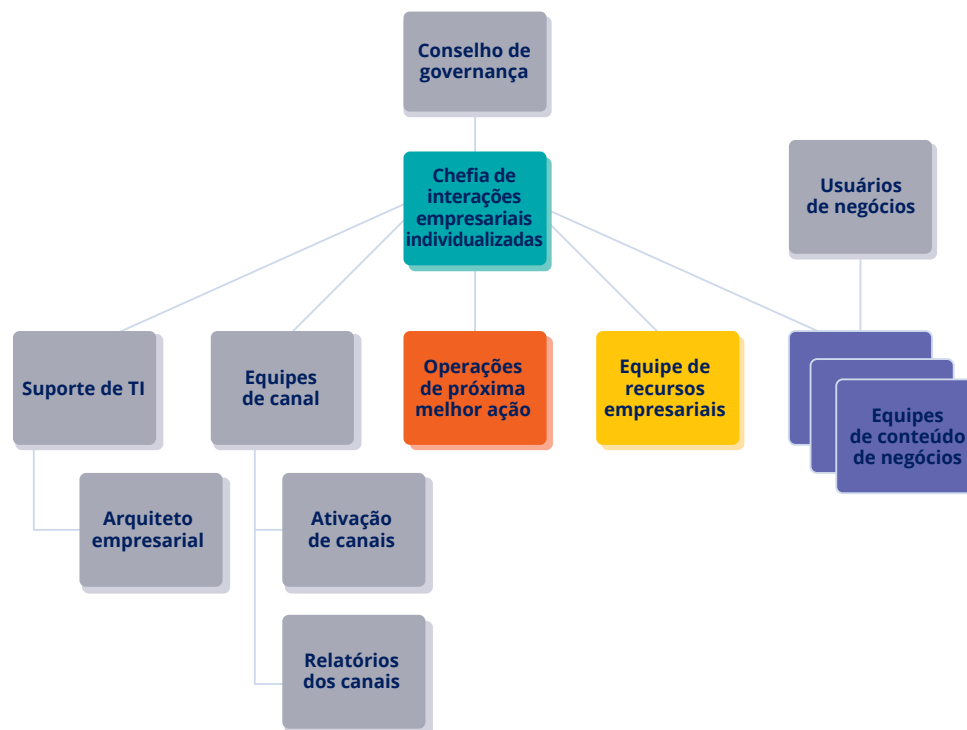 Conselho de
governança
Chefia de
interações
empresariais
individualizadas
Usuários
de negócios
Suporte de TI
Equipes
de canal
Operações
de próxima
melhor ação
Equipe de
recursos
empresariais
Equipes
de conteúdo
de negócios
Arquiteto
empresarial
Ativação
de canais
Relatórios
dos canais